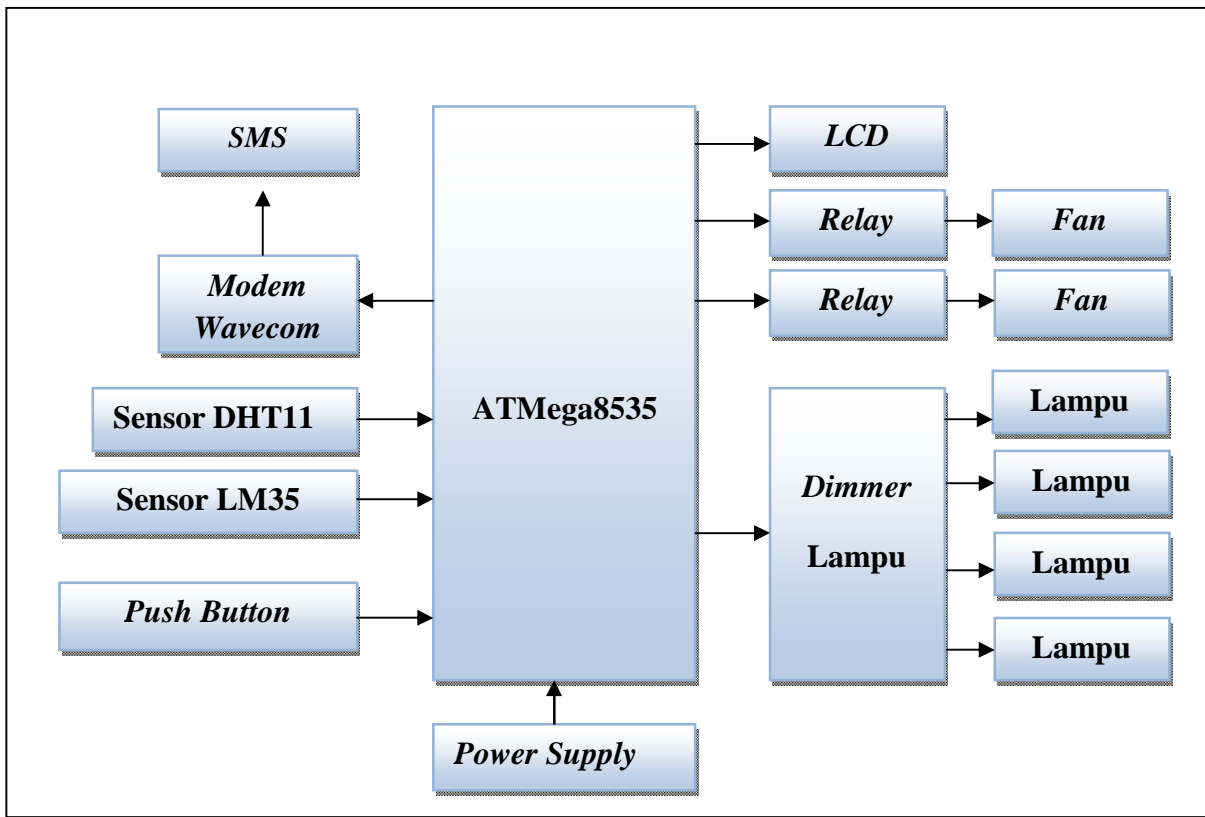 SMS
LCD
Relay
Fan
Modem
Wavecom
Relay
Fan
Sensor DHT11
ATMega8535
Lampu
Sensor LM35
Dimmer
Lampu
Lampu
Lampu
Push Button
Lampu
Power Supply